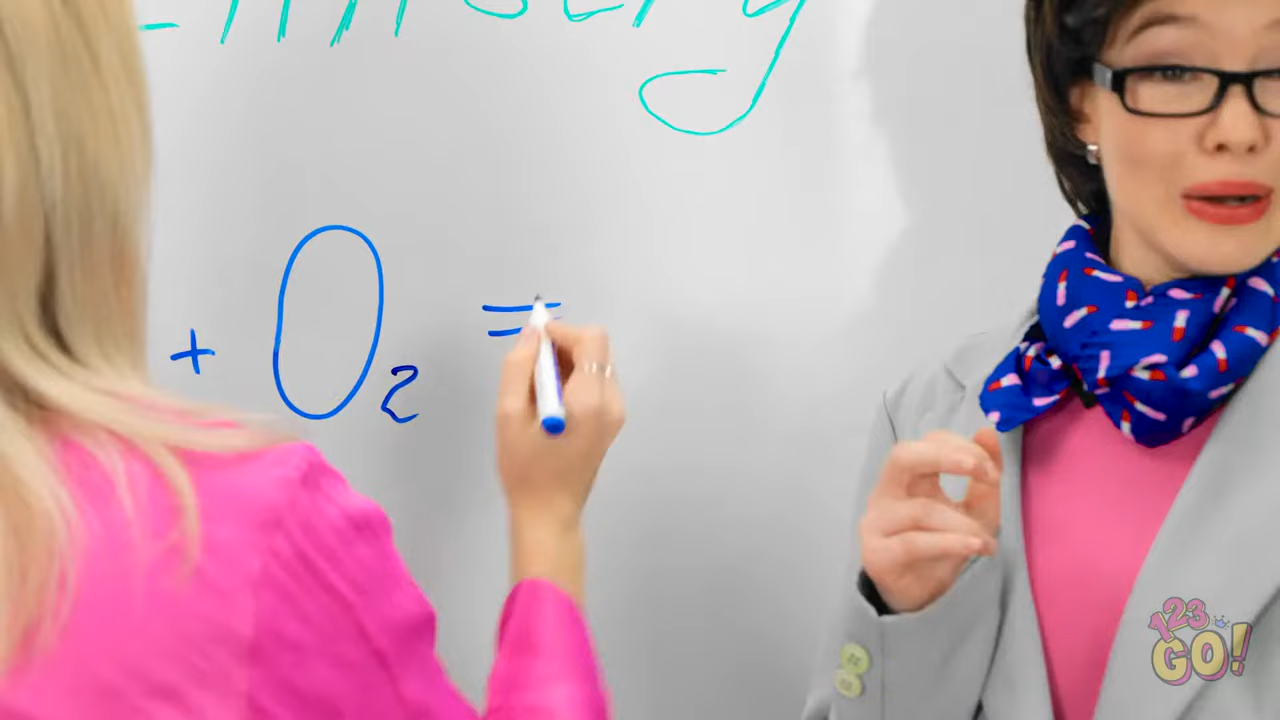 + O₂ =
123
GO!